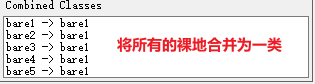 Combined Classes
bare1 -> bare1
bare2 -> bare1
bare3 -> bare1
bare4 -> bare1
bare5 -> bare1
将所有的裸地合并为一类